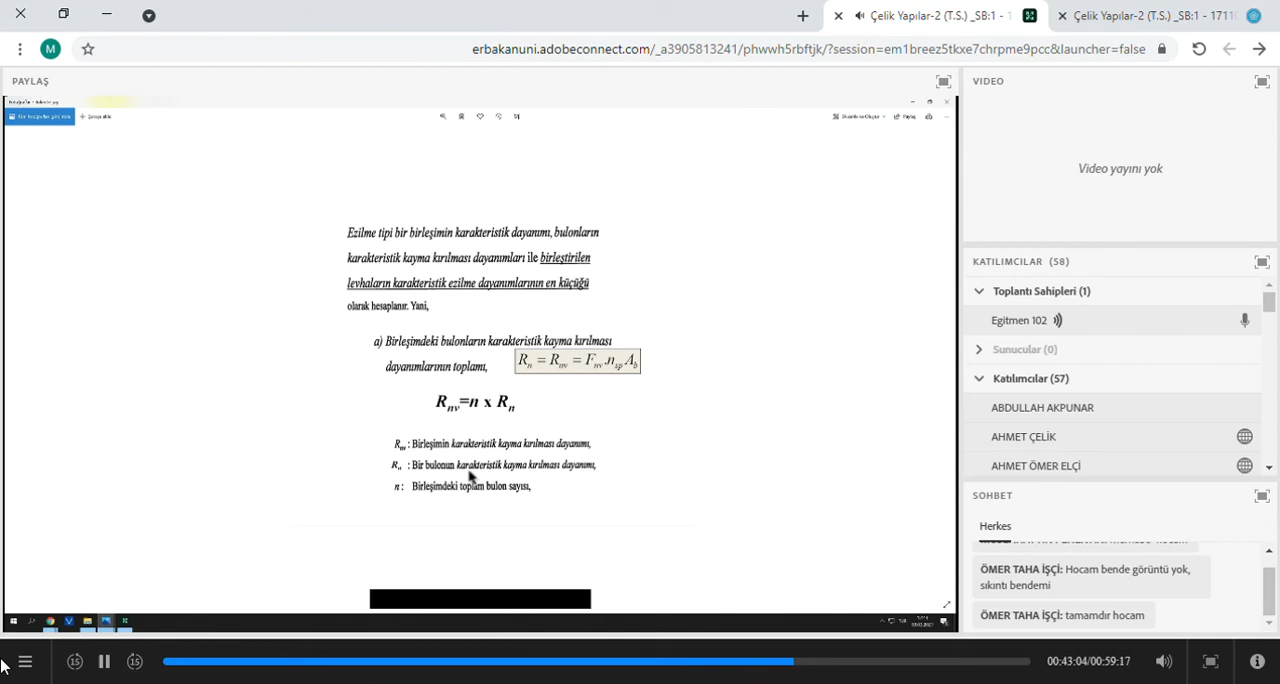 Çelik Yapılar-2 (T.S.) _SB:1 - 1
Çelik Yapılar-2 (T.S.) _SB:1 - 1711
M
erbakanuni.adobeconnect.com/_a3905813241/phwwh5rbftjk/?session=em1breez5tkxe7chrpme9pcc&launcher=false
PAYLAŞ
Ezilme tipi bir birleşimin karakteristik dayanımı, bulonların
karakteristik kayma kırılması dayanımları ile birleştirilen
levhaların karakteristik ezilme dayanımlarının en küçüğü
olarak hesaplanır. Yani,
a) Birleşimdeki bulonların karakteristik kayma kırılması
dayanımlarının toplamı, Rn = Rnv = Fnv.nsp Ab
Rnv=n x Rn
Rnv : Birleşimin karakteristik kayma kırılması dayanımı,
Rn : Bir bulonun karakteristik kayma kırılması dayanımı,
n : Birleşimdeki toplam bulon sayısı,
VIDEO
Video yayını yok
KATILIMCILAR (58)
Toplantı Sahipleri (1)
Egitmen 102
Sunucular (0)
Katılımcılar (57)
ABDULLAH AKPUNAR
AHMET ÇELİK
AHMET ÖMER ELÇİ
SOHBET
Herkes
ÖMER TAHA İŞÇİ: Hocam bende görüntü yok,
sıkıntı bendemi
ÖMER TAHA İŞÇİ: tamamdır hocam
15
15
00:43:04/00:59:17